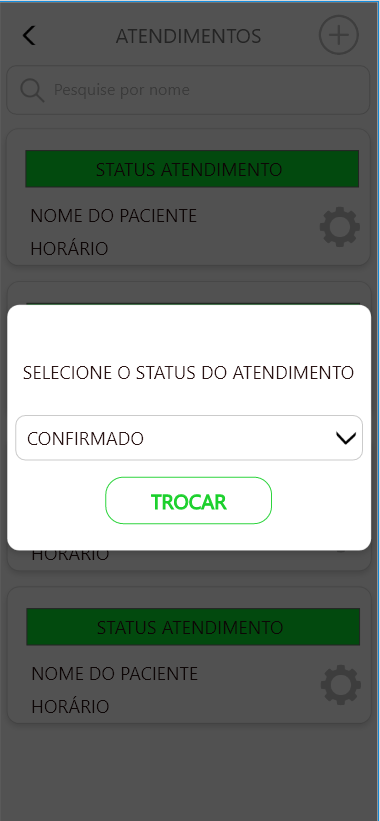 ATENDIMENTOS
Pesquise por nome
STATUS ATENDIMENTO
NOME DO PACIENTE
HORÁRIO
SELECIONE O STATUS DO ATENDIMENTO
CONFIRMADO
TROCAR
HORÁRIO
STATUS ATENDIMENTO
NOME DO PACIENTE
HORÁRIO